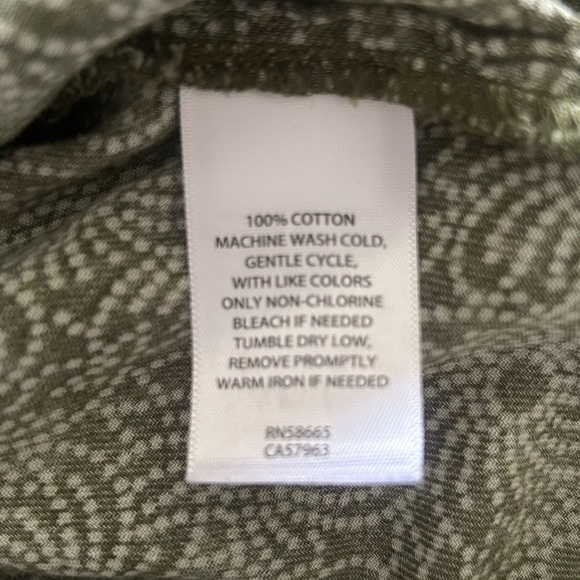 100% COTTON
MACHINE WASH COLD,
GENTLE CYCLE,
WITH LIKE COLORS
ONLY NON-CHLORINE
BLEACH IF NEEDED
TUMBLE DRY LOW,
REMOVE PROMPTLY
WARM IRON IF NEEDED
RN58665
CA57963